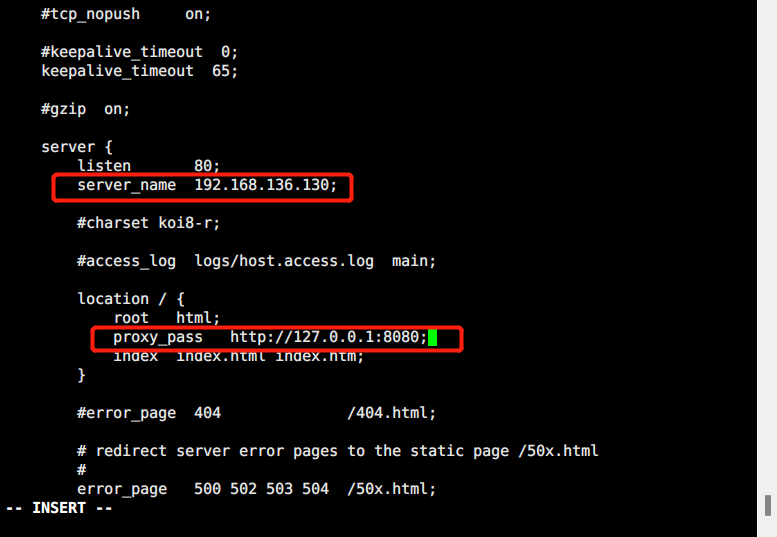 #tcp_nopush     on;
#keepalive_timeout  0;
keepalive_timeout  65;
#gzip  on;
server {
listen       80;
server_name  192.168.136.130;
#charset koi8-r;
#access_log  logs/host.access.log  main;
location / {
root   html;
proxy_pass   http://127.0.0.1:8080;
index  index.html index.htm;
}
#error_page  404              /404.html;
# redirect server error pages to the static page /50x.html
#
error_page   500 502 503 504  /50x.html;
-- INSERT --